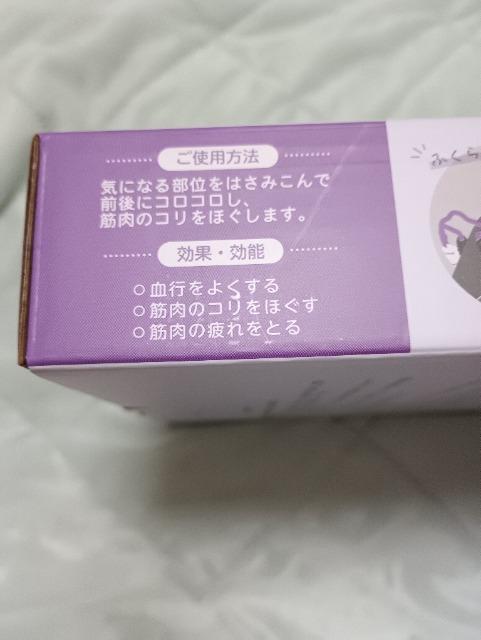 ご使用方法
気になる部位をはさみこんで
前後にコロコロし、
筋肉のコリをほぐします。
効果・効能
○血行をよくする
○筋肉のコリをほぐす
○筋肉の疲れをとる
ふくら